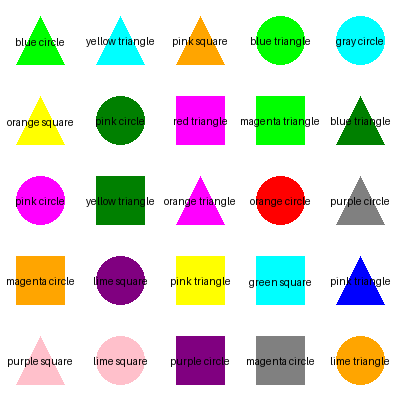 blue circle
yellow triangle
pink square
blue triangle
gray circle
orange square
pink circle
red triangle
magenta triangle
blue triangle
pink circle
yellow triangle
orange triangle
orange circle
purple circle
magenta circle
lime square
pink triangle
green square
pink triangle
purple square
lime square
purple circle
magenta circle
lime triangle